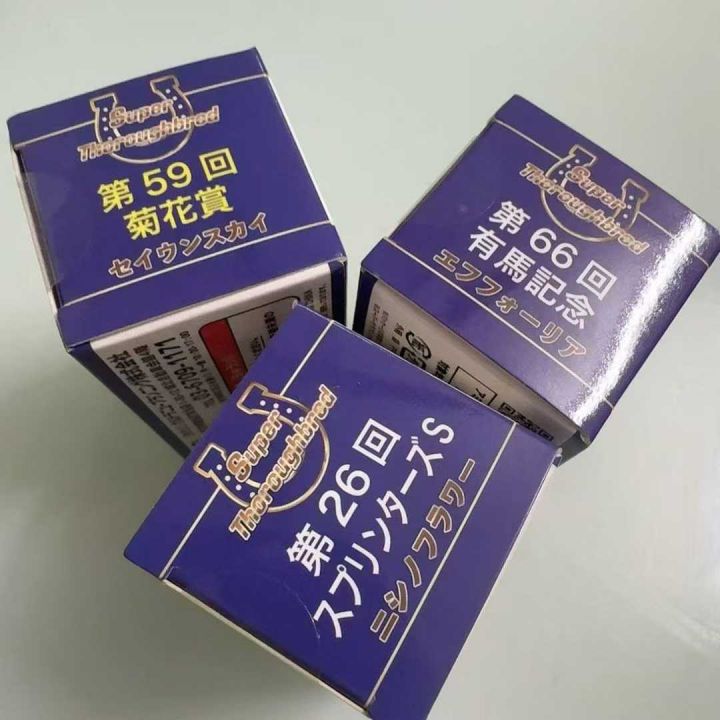 Super
Thoroughbred
第59回
菊花賞
セイウンスカイ
Super
Thoroughbred
第66回
有馬記念
エフフォーリア
Super
Thoroughbred
第26回
スプリンターズS
ニシノフラワー